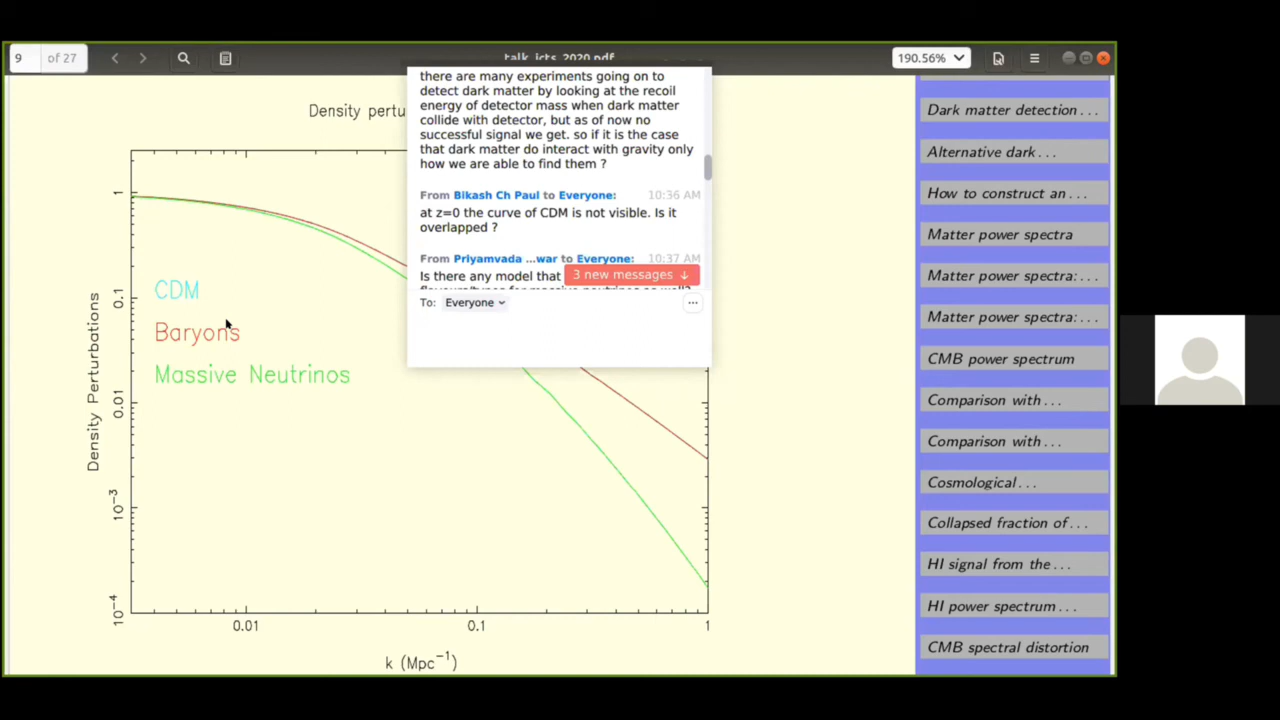 9 of 27
talk_icts_2020.pdf
190.56%
Density pertu
there are many experiments going on to
detect dark matter by looking at the recoil
energy of detector mass when dark matter
collide with detector, but as of now no
successful signal we get. so if it is the case
that dark matter do interact with gravity only
how we are able to find them ?
From Bikash Ch Paul to Everyone: 10:36 AM
at z=0 the curve of CDM is not visible. Is it
overlapped ?
From Priyamvada ...war to Everyone: 10:37 AM
Is there any model that
3 new messages ↓
To: Everyone
...
CDM
Baryons
Massive Neutrinos
Density Perturbations
1
0.1
0.01
10−3
10−4
0.01
0.1
1
k (Mpc−1)
Dark matter detection . . .
Alternative dark . . .
How to construct an . . .
Matter power spectra
Matter power spectra: . . .
Matter power spectra: . . .
CMB power spectrum
Comparison with . . .
Comparison with . . .
Cosmological . . .
Collapsed fraction of . . .
HI signal from the . . .
HI power spectrum . . .
CMB spectral distortion